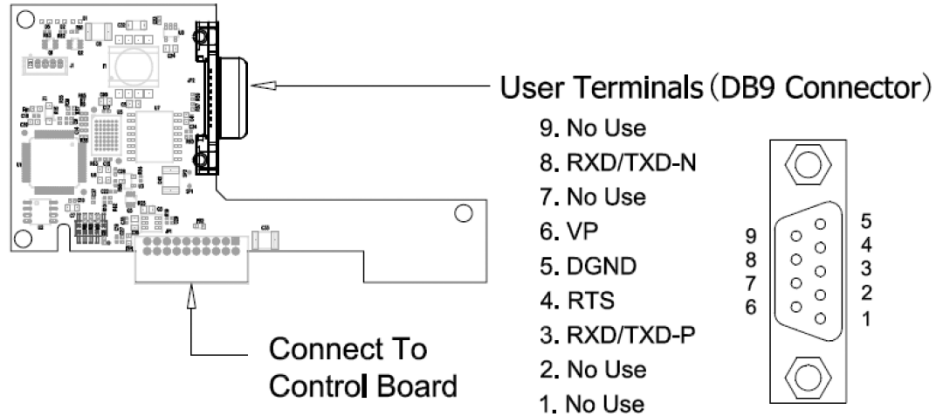 User Terminals (DB9 Connector)
9. No Use
8. RXD/TXD-N
7. No Use
6. VP
5. DGND
4. RTS
3. RXD/TXD-P
2. No Use
1. No Use
9
8
7
6
5
4
3
2
1
Connect To
Control Board